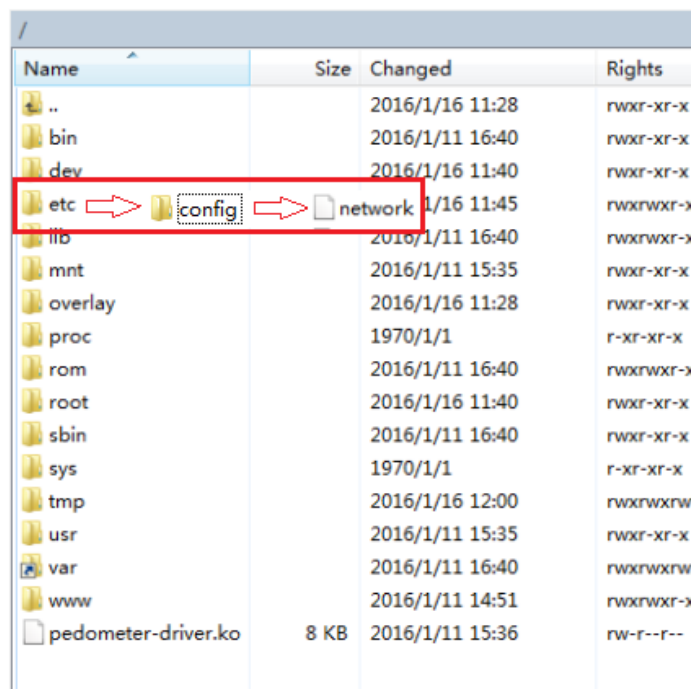 /
Name Size Changed Rights
.. 2016/1/16 11:28 rwxr-xr-x
bin 2016/1/11 16:40 rwxr-xr-x
dev 2016/1/16 11:40 rwxr-xr-x
etc config network 1/16 11:45 rwxrwxr-x
lib 2016/1/11 16:40 rwxrwxr-x
mnt 2016/1/11 15:35 rwxr-xr-x
overlay 2016/1/16 11:28 rwxr-xr-x
proc 1970/1/1 r-xr-xr-x
rom 2016/1/11 16:40 rwxrwxr-x
root 2016/1/16 11:40 rwxr-xr-x
sbin 2016/1/11 16:40 rwxr-xr-x
sys 1970/1/1 r-xr-xr-x
tmp 2016/1/16 12:00 rwxrwxrw
usr 2016/1/11 15:35 rwxr-xr-x
var 2016/1/11 16:40 rwxrwxrw
www 2016/1/11 14:51 rwxrwxr-x
pedometer-driver.ko 8 KB 2016/1/11 15:36 rw-r--r--